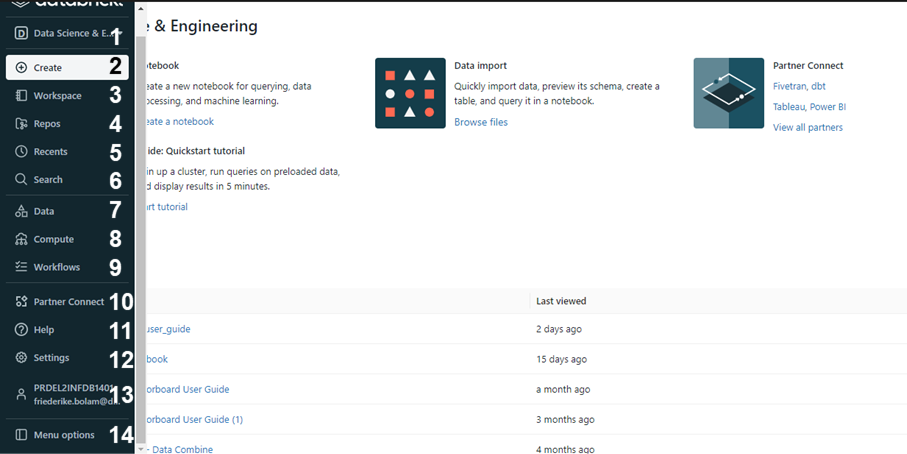 databricks
Data Science & E...
1
Create
2
Workspace
3
Repos
4
Recents
5
Search
6
Data
7
Compute
8
Workflows
9
Partner Connect
10
Help
11
Settings
12
PRDEL2INFDB1401
friederike.bolam@d...
13
Menu options
14
e & Engineering
otebook
eate a new notebook for querying, data
ocessing, and machine learning.
eate a notebook
Data import
Quickly import data, preview its schema, create a
table, and query it in a notebook.
Browse files
Partner Connect
Fivetran, dbt
Tableau, Power BI
View all partners
ide: Quickstart tutorial
in up a cluster, run queries on preloaded data,
d display results in 5 minutes.
rt tutorial
Last viewed
user_guide
2 days ago
book
15 days ago
orboard User Guide
a month ago
orboard User Guide (1)
3 months ago
- Data Combine
4 months ago